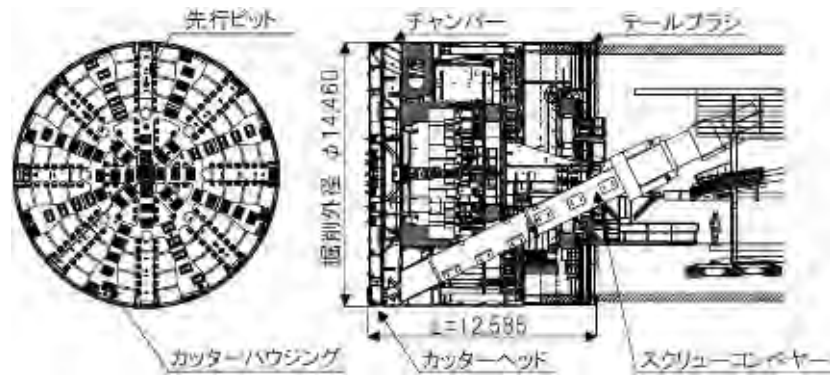 先行ビット
チャンバー
テールブラシ
掘削外径 φ14,460
L=12,585
カッターハウジング
カッターヘッド
スクリューコンベヤー